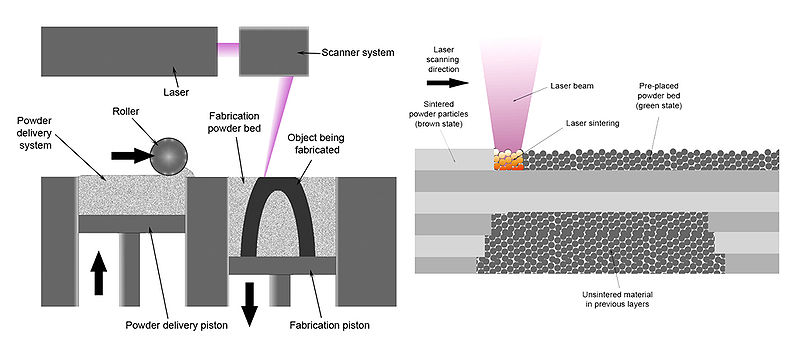 Laser
Scanner system
Roller
Powder
delivery
system
Fabrication
powder bed
Object being
fabricated
Powder delivery piston
Fabrication piston
Laser
scanning
direction
Sintered
powder particles
(brown state)
Laser beam
Laser sintering
Pre-placed
powder bed
(green state)
Unsintered material
in previous layers